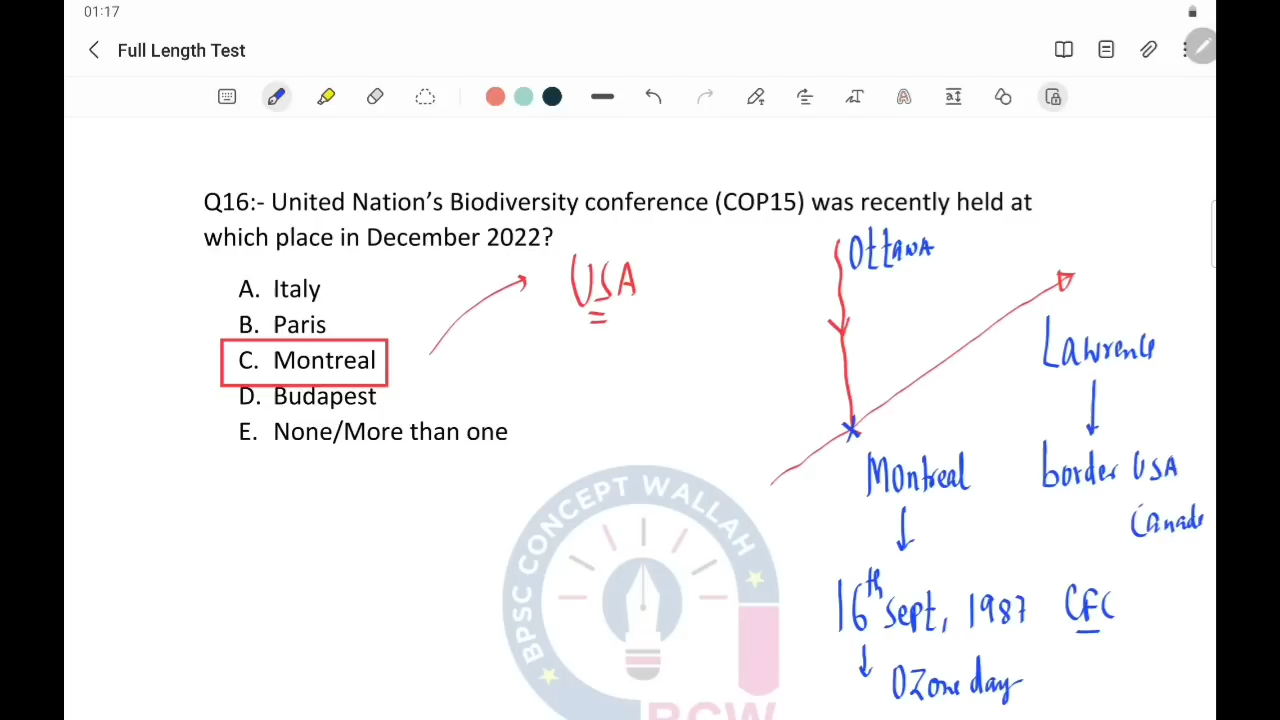 01:17
Full Length Test
Q16:- United Nation’s Biodiversity conference (COP15) was recently held at
which place in December 2022?
A. Italy
B. Paris
C. Montreal
D. Budapest
E. None/More than one
USA
Ottawa
Lawrence
Montreal
border USA
Canada
16th Sept, 1987 CFC
Ozone day
BPSC CONCEPT WALLAH
BCW